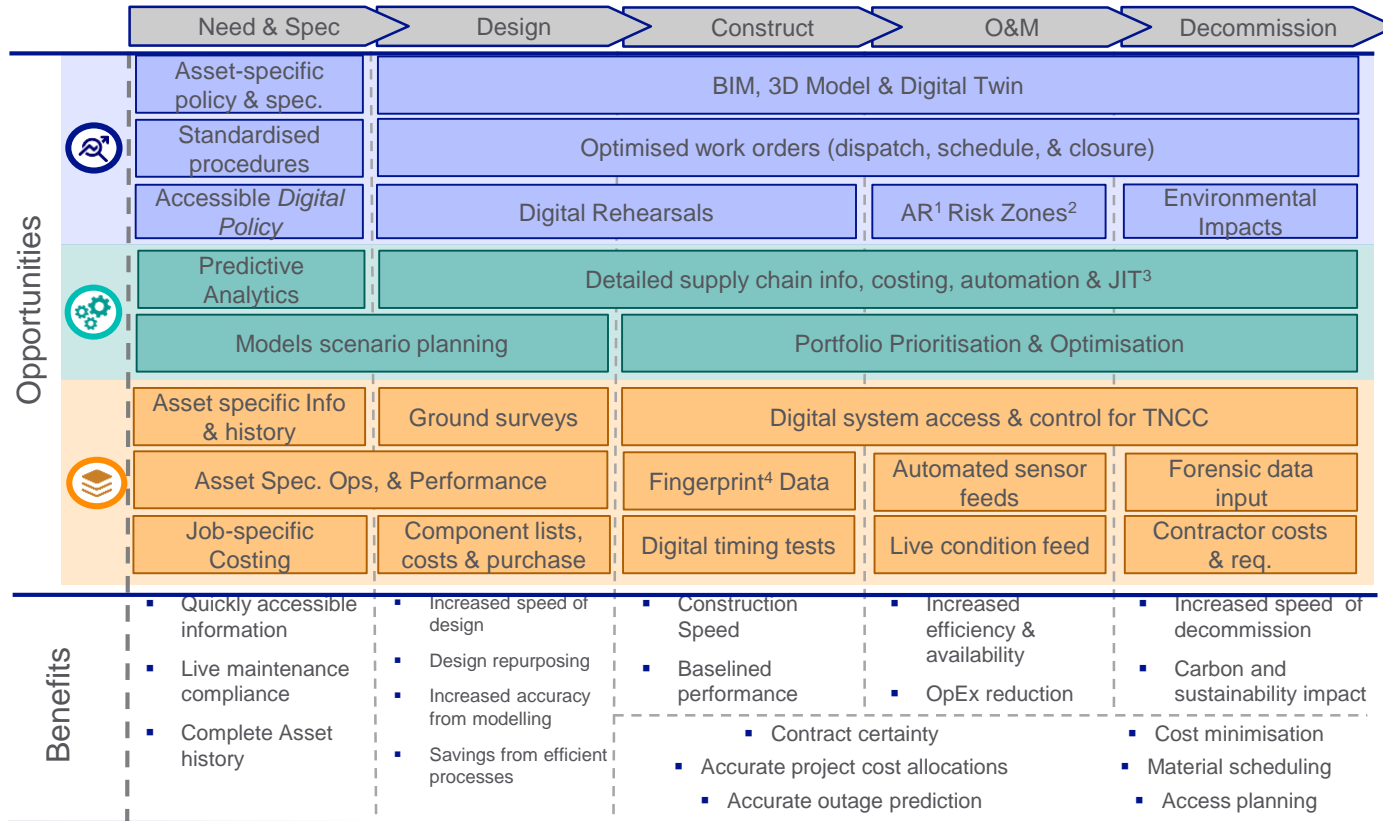 Need & Spec
Design
Construct
O&M
Decommission
Opportunities
Asset-specific
policy & spec.
BIM, 3D Model & Digital Twin
Standardised
procedures
Optimised work orders (dispatch, schedule, & closure)
Accessible Digital
Policy
Digital Rehearsals
AR¹ Risk Zones²
Environmental
Impacts
Predictive
Analytics
Detailed supply chain info, costing, automation & JIT³
Models scenario planning
Portfolio Prioritisation & Optimisation
Asset specific Info
& history
Ground surveys
Digital system access & control for TNCC
Asset Spec. Ops, & Performance
Fingerprint⁴ Data
Automated sensor
feeds
Forensic data
input
Job-specific
Costing
Component lists,
costs & purchase
Digital timing tests
Live condition feed
Contractor costs
& req.
Benefits
▪ Quickly accessible
information
▪ Live maintenance
compliance
▪ Complete Asset
history
▪ Increased speed of
design
▪ Design repurposing
▪ Increased accuracy
from modelling
▪ Savings from efficient
processes
▪ Construction
Speed
▪ Baselined
performance
▪ Increased
efficiency &
availability
▪ OpEx reduction
▪ Increased speed of
decommission
▪ Carbon and
sustainability impact
▪ Contract certainty
▪ Accurate project cost allocations
▪ Accurate outage prediction
▪ Cost minimisation
▪ Material scheduling
▪ Access planning